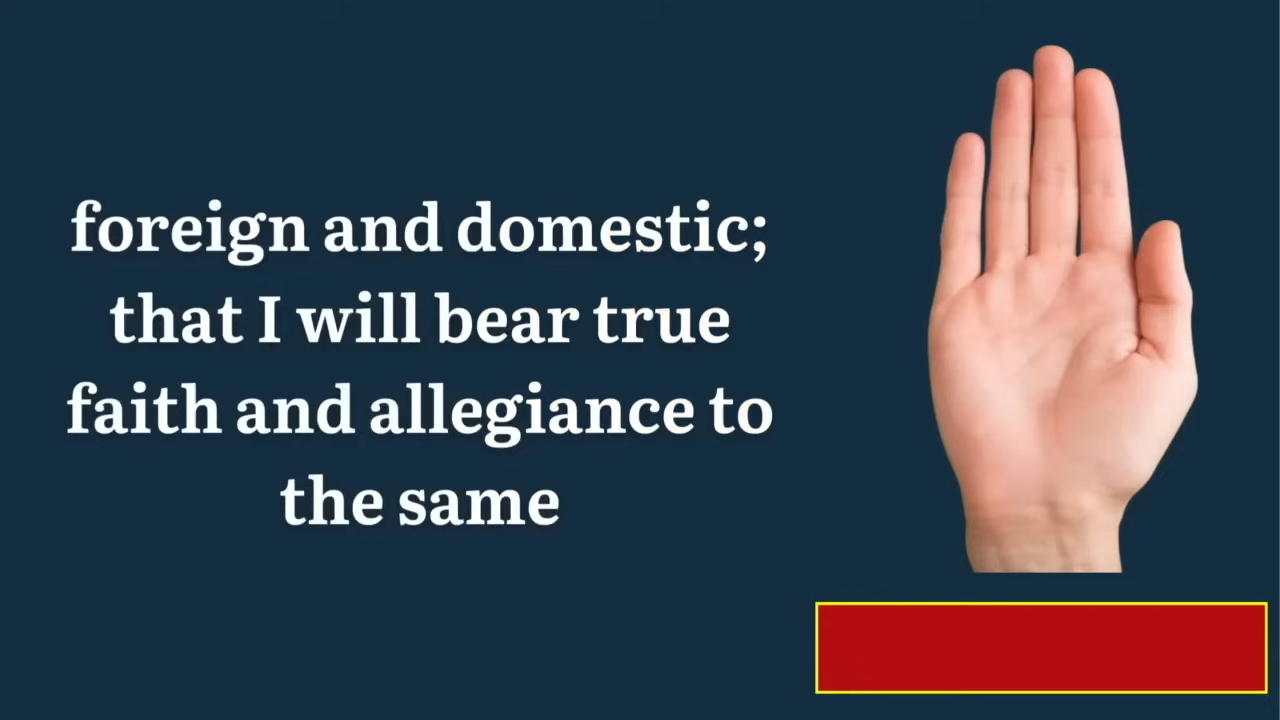 foreign and domestic;
that I will bear true
faith and allegiance to
the same